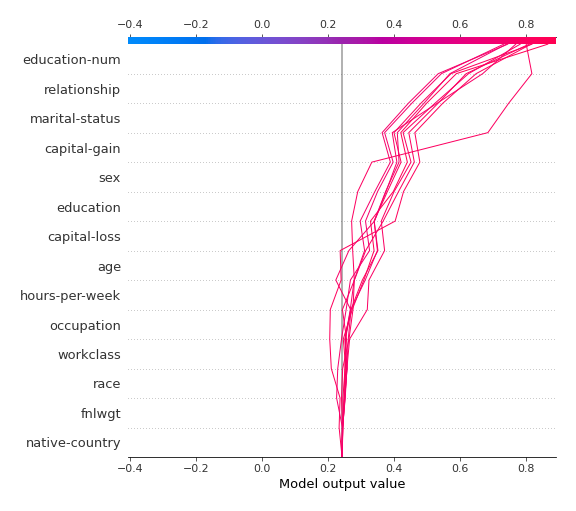 −0.4 −0.2 0.0 0.2 0.4 0.6 0.8
education-num
relationship
marital-status
capital-gain
sex
education
capital-loss
age
hours-per-week
occupation
workclass
race
fnlwgt
native-country
−0.4 −0.2 0.0 0.2 0.4 0.6 0.8
Model output value